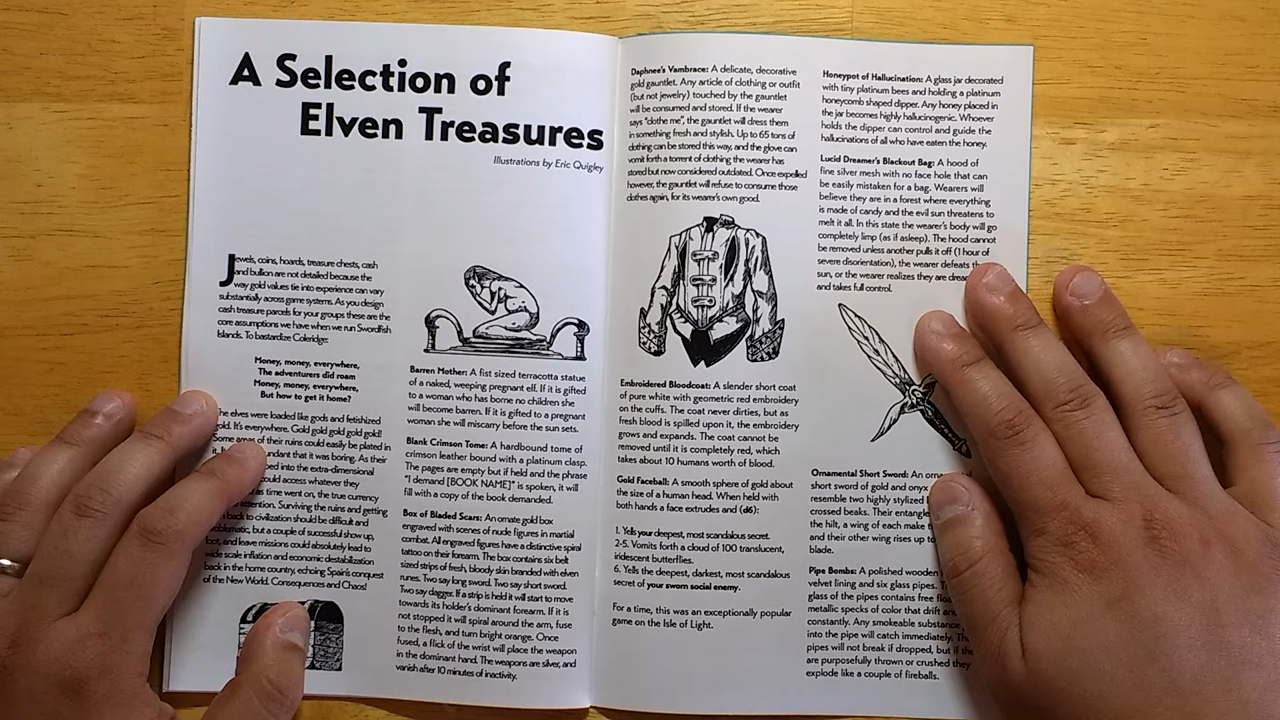 A Selection of
Elven Treasures
Illustrations by Eric Quigley
Jewels, coins, hoards, treasure chests, cash
and bullion are not detailed because the
way gold values tie into experience can vary
substantially across game systems. As you design
cash treasure parcels for your groups these are the
core assumptions we have when we run Swordfish
Islands. To bastardize Coleridge:
Money, money, everywhere,
The adventurers did roam
Money, money, everywhere,
But how to get it home?
The elves were loaded like gods and fetishized
gold. It's everywhere. Gold gold gold gold gold!
Some areas of their ruins could easily be plated in
it, that it was boring. As their
into the extra-dimensional
could access whatever they
as time went on, the true currency
attention. Surviving the ruins and getting
back to civilization should be difficult and
problematic, but a couple of successful show up,
loot, and leave missions could absolutely lead to
wide scale inflation and economic destabilization
back in the home country, echoing Spain's conquest
of the New World. Consequences and Chaos!
Barren Mother: A fist sized terracotta statue
of a naked, weeping pregnant elf. If it is gifted
to a woman who has borne no children she
will become barren. If it is gifted to a pregnant
woman she will miscarry before the sun sets.
Blank Crimson Tome: A hardbound tome of
crimson leather bound with a platinum clasp.
The pages are empty but if held and the phrase
"I demand [BOOK NAME]" is spoken, it will
fill with a copy of the book demanded.
Box of Bladed Scars: An ornate gold box
engraved with scenes of nude figures in martial
combat. All engraved figures have a distinctive spiral
tattoo on their forearm. The box contains six belt
sized strips of fresh, bloody skin branded with elven
runes. Two say long sword. Two say short sword.
Two say dagger. If a strip is held it will start to move
towards its holder's dominant forearm. If it is
not stopped it will spiral around the arm, fuse
to the flesh, and turn bright orange. Once
fused, a flick of the wrist will place the weapon
in the dominant hand. The weapons are silver, and
vanish after 10 minutes of inactivity.
Daphnee's Vambrace: A delicate, decorative
gold gauntlet. Any article of clothing or outfit
(but not jewelry) touched by the gauntlet
will be consumed and stored. If the wearer
says "clothe me", the gauntlet will dress them
in something fresh and stylish. Up to 65 tons of
clothing can be stored this way, and the glove can
vomit forth a torrent of clothing the wearer has
stored but now considered outdated. Once expelled
however, the gauntlet will refuse to consume those
clothes again, for its wearer's own good.
Embroidered Bloodcoat: A slender short coat
of pure white with geometric red embroidery
on the cuffs. The coat never dirties, but as
fresh blood is spilled upon it, the embroidery
grows and expands. The coat cannot be
removed until it is completely red, which
takes about 10 humans worth of blood.
Gold Faceball: A smooth sphere of gold about
the size of a human head. When held with
both hands a face extrudes and (d6):
1. Yells your deepest, most scandalous secret.
2-5. Vomits forth a cloud of 100 translucent,
iridescent butterflies.
6. Yells the deepest, darkest, most scandalous
secret of your sworn social enemy.
For a time, this was an exceptionally popular
game on the Isle of Light.
Honeypot of Hallucination: A glass jar decorated
with tiny platinum bees and holding a platinum
honeycomb shaped dipper. Any honey placed in
the jar becomes highly hallucinogenic. Whoever
holds the dipper can control and guide the
hallucinations of all who have eaten the honey.
Lucid Dreamer's Blackout Bag: A hood of
fine silver mesh with no face hole that can
be easily mistaken for a bag. Wearers will
believe they are in a forest where everything
is made of candy and the evil sun threatens to
melt it all. In this state the wearer's body will go
completely limp (as if asleep). The hood cannot
be removed unless another pulls it off (1 hour of
severe disorientation), the wearer defeats the
sun, or the wearer realizes they are
and takes full control.
Ornamental Short Sword: An
short sword of gold and onyx
resemble two highly stylized
crossed beaks. Their
the hilt, a wing of each make
and their other wing rises up to
blade.
Pipe Bombs: A polished wooden
velvet lining and six glass pipes.
glass of the pipes contains free
metallic specks of color that drift
constantly. Any smokeable substance
into the pipe will catch immediately. The
pipes will not break if dropped, but if
are purposefully thrown or crushed they
explode like a couple of fireballs.